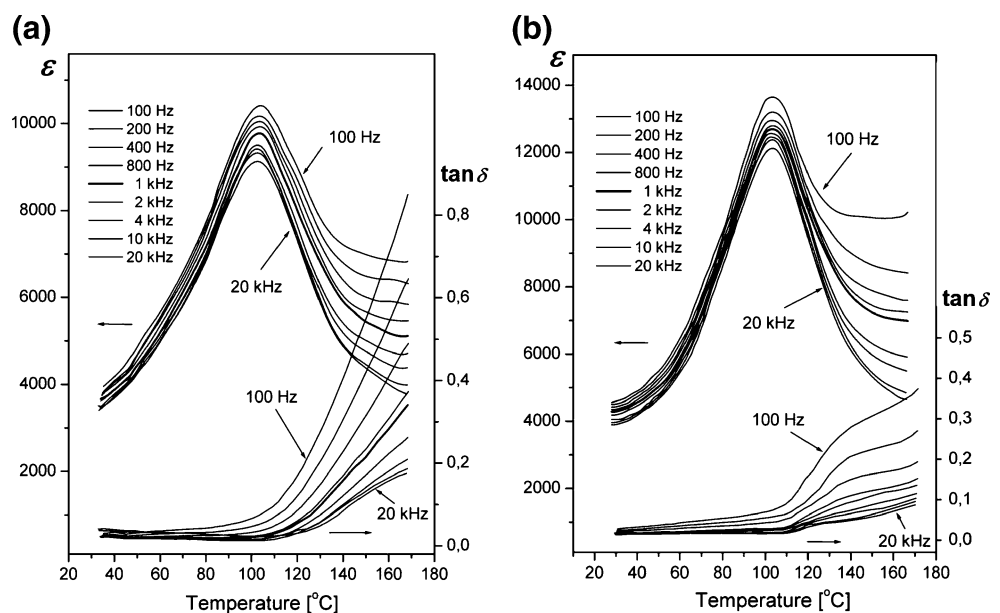 (a)
ε
10000
8000
6000
4000
2000
100 Hz
200 Hz
400 Hz
800 Hz
1 kHz
2 kHz
4 kHz
10 kHz
20 kHz
100 Hz
20 kHz
100 Hz
20 kHz
tanδ
0,8
0,6
0,4
0,2
0,0
20 40 60 80 100 120 140 160 180
Temperature [°C]
(b)
ε
14000
12000
10000
8000
6000
4000
2000
100 Hz
200 Hz
400 Hz
800 Hz
1 kHz
2 kHz
4 kHz
10 kHz
20 kHz
100 Hz
20 kHz
100 Hz
20 kHz
tanδ
0,5
0,4
0,3
0,2
0,1
0,0
20 40 60 80 100 120 140 160 180
Temperature [°C]